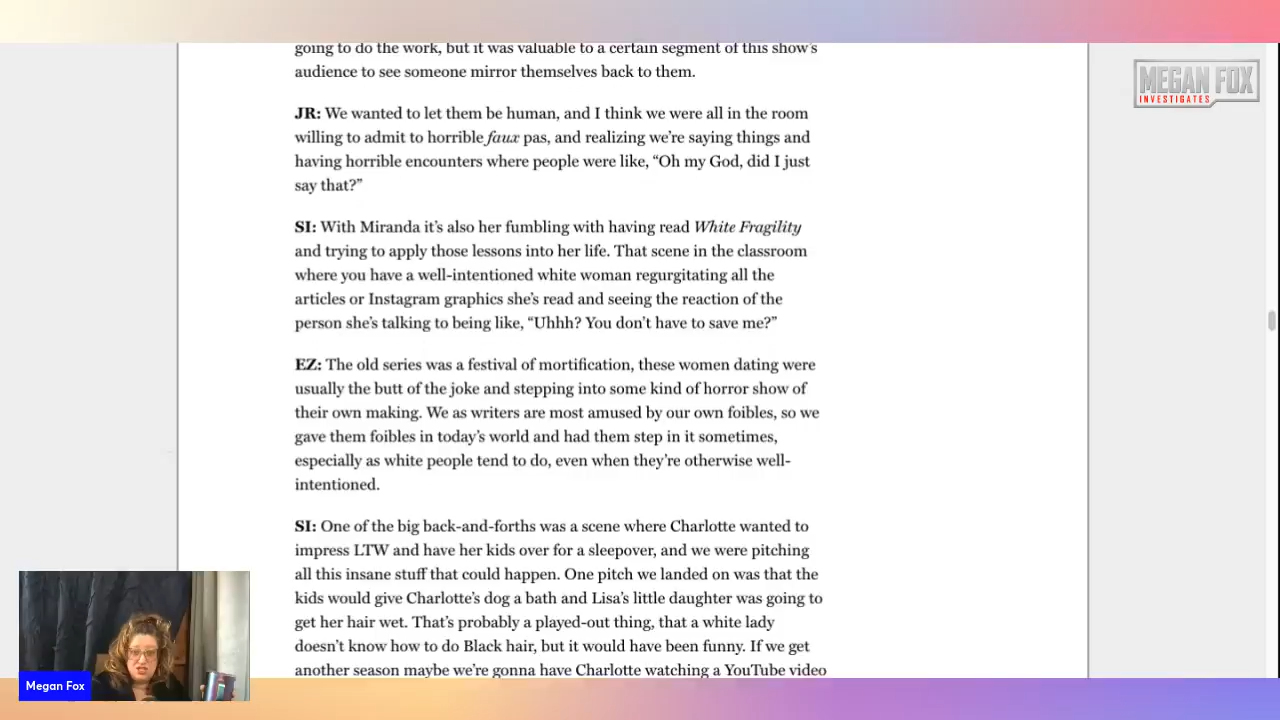 going to do the work, but it was valuable to a certain segment of this show's
audience to see someone mirror themselves back to them.
JR: We wanted to let them be human, and I think we were all in the room
willing to admit to horrible faux pas, and realizing we're saying things and
having horrible encounters where people were like, “Oh my God, did I just
say that?”
SI: With Miranda it's also her fumbling with having read White Fragility
and trying to apply those lessons into her life. That scene in the classroom
where you have a well-intentioned white woman regurgitating all the
articles or Instagram graphics she's read and seeing the reaction of the
person she's talking to being like, “Uhhh? You don't have to save me?”
EZ: The old series was a festival of mortification, these women dating were
usually the butt of the joke and stepping into some kind of horror show of
their own making. We as writers are most amused by our own foibles, so we
gave them foibles in today's world and had them step in it sometimes,
especially as white people tend to do, even when they're otherwise well-
intentioned.
SI: One of the big back-and-forths was a scene where Charlotte wanted to
impress LTW and have her kids over for a sleepover, and we were pitching
all this insane stuff that could happen. One pitch we landed on was that the
kids would give Charlotte's dog a bath and Lisa's little daughter was going to
get her hair wet. That's probably a played-out thing, that a white lady
doesn't know how to do Black hair, but it would have been funny. If we get
another season maybe we're gonna have Charlotte watching a YouTube video
MEGAN FOX
INVESTIGATES
Megan Fox